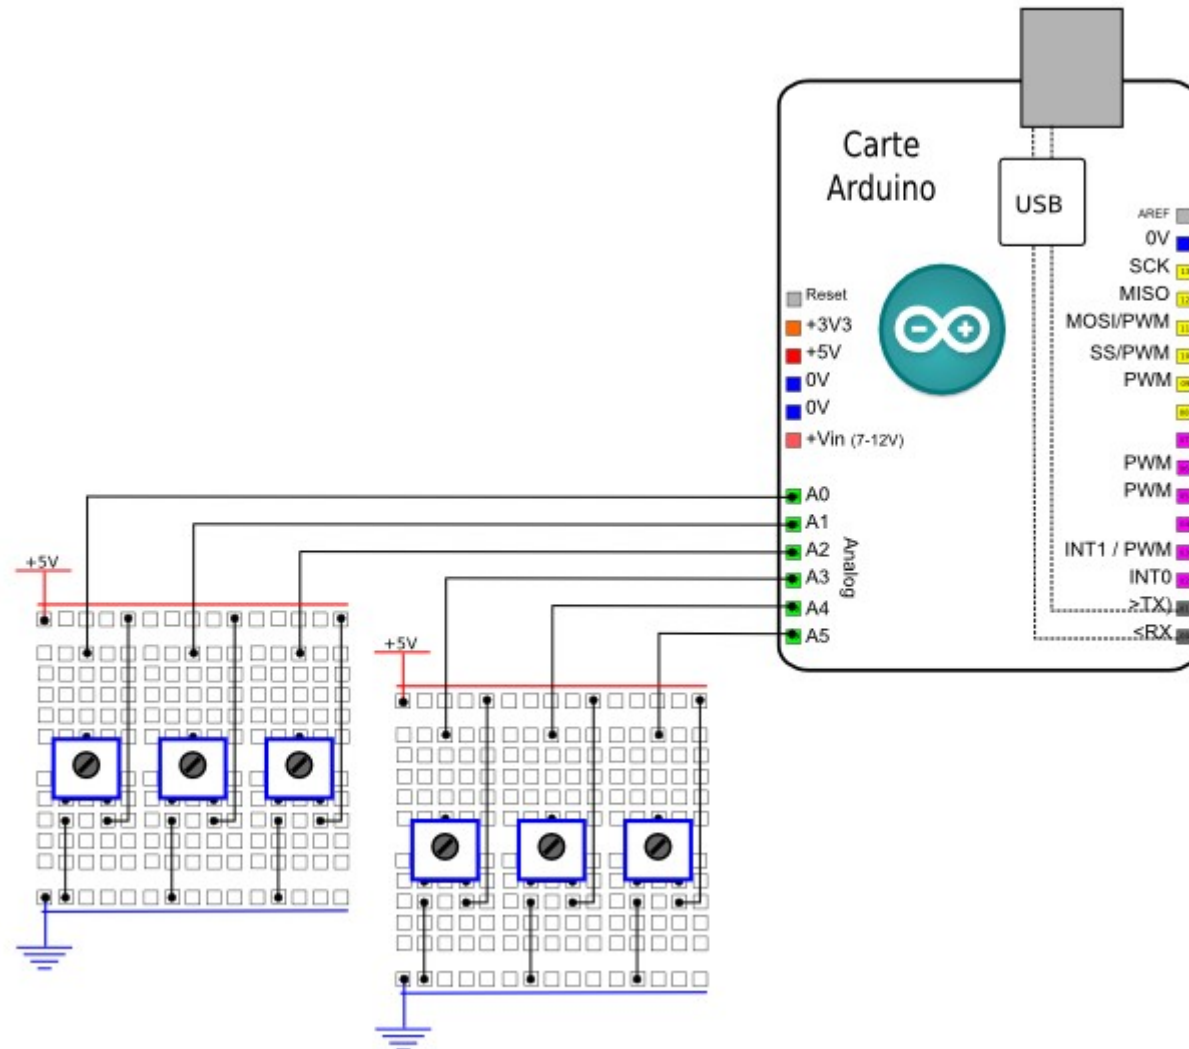 Carte
Arduino
USB
AREF
0V
SCK
MISO
MOSI/PWM
SS/PWM
PWM
PWM
PWM
INT1 / PWM
INT0
>TX)
<RX
Reset
+3V3
+5V
0V
0V
+Vin (7-12V)
A0
A1
A2
A3
A4
A5
Analog
+5V
+5V